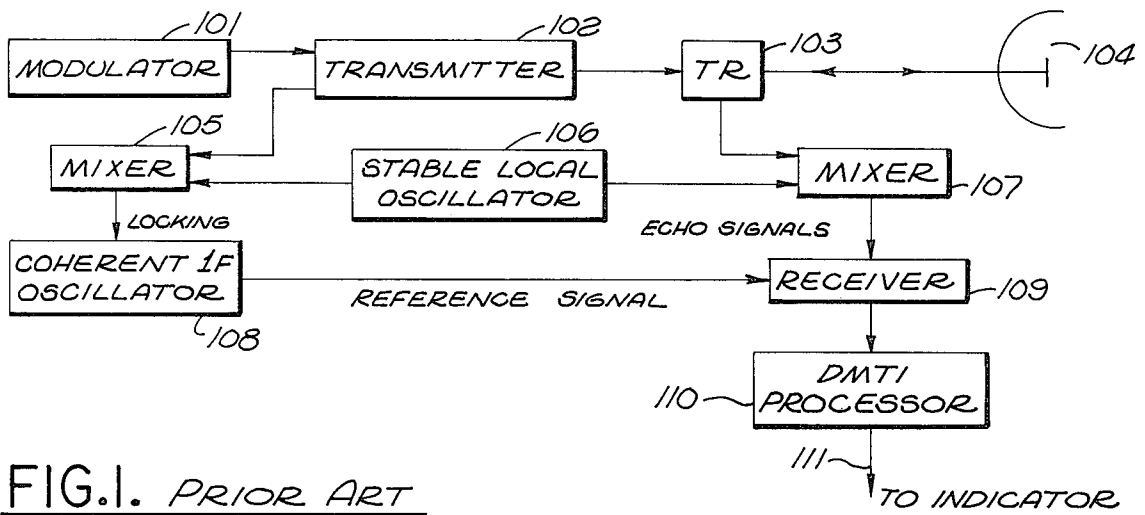 101
102
103
104
MODULATOR
TRANSMITTER
TR
105
106
MIXER
STABLE LOCAL
OSCILLATOR
MIXER
107
LOCKING
ECHO SIGNALS
COHERENT IF
OSCILLATOR
REFERENCE SIGNAL
RECEIVER
109
108
110
DMTI
PROCESSOR
111
FIG.1. PRIOR ART
TO INDICATOR